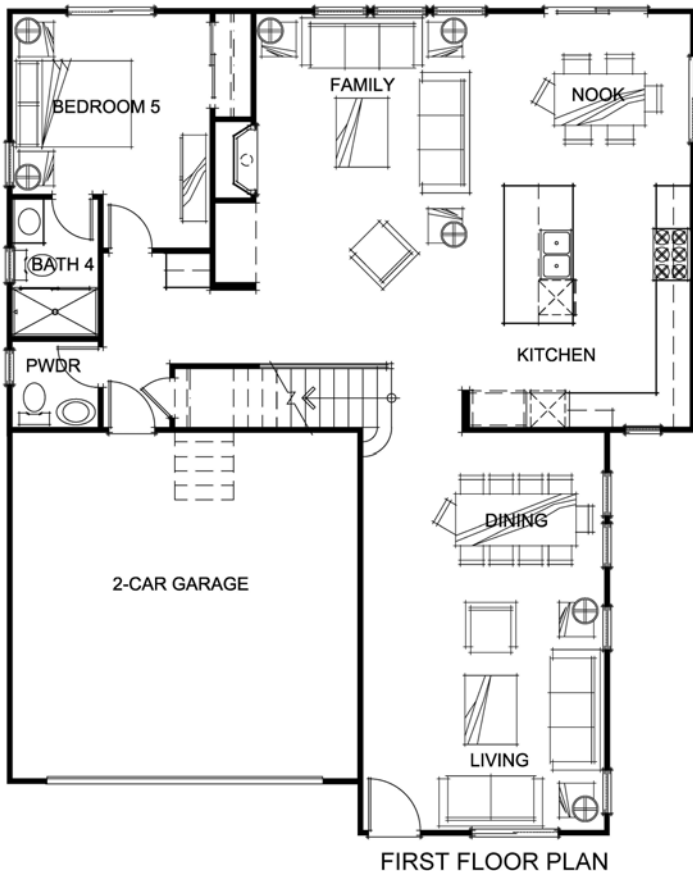 FAMILY
NOOK
BEDROOM 5
BATH 4
KITCHEN
PWDR
DINING
2-CAR GARAGE
LIVING
FIRST FLOOR PLAN